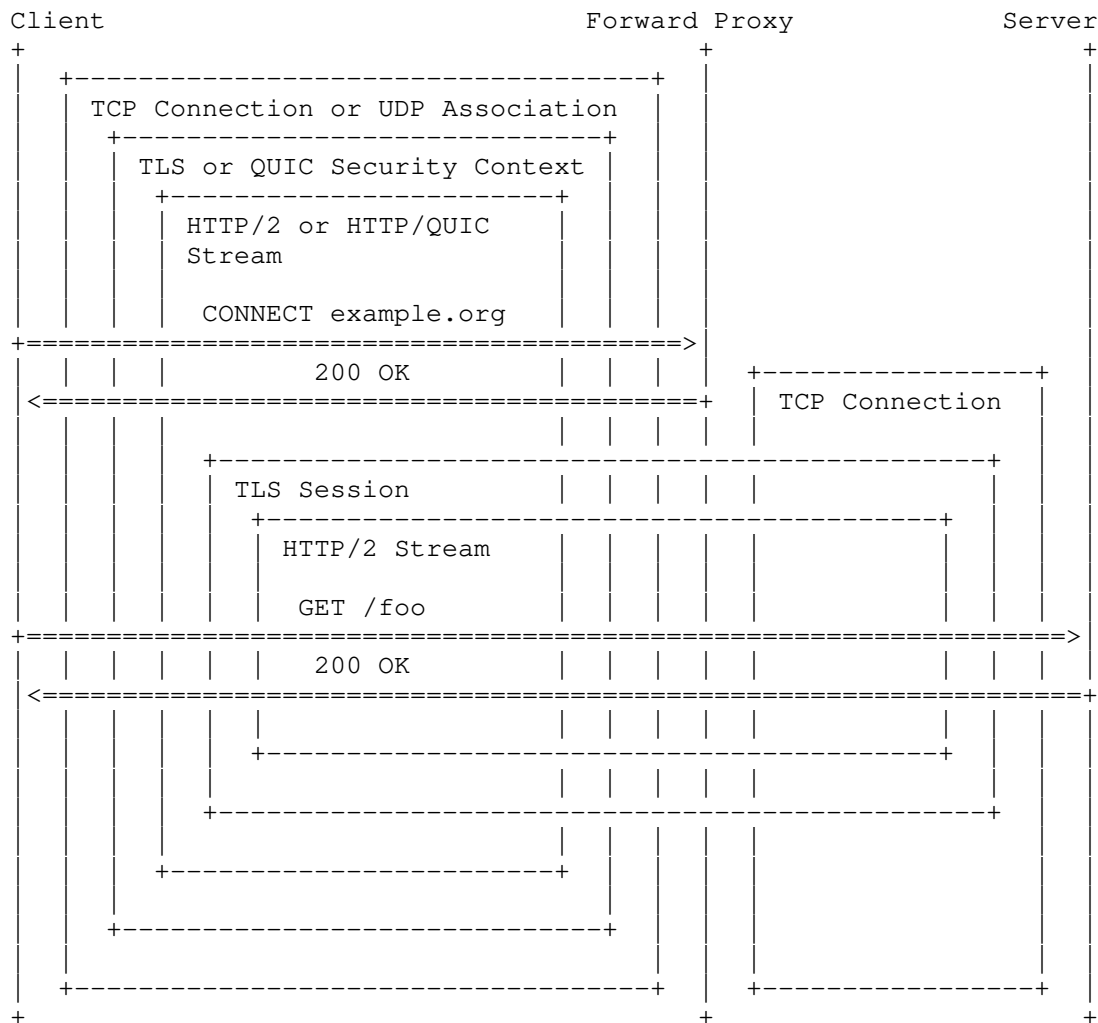 Client Forward Proxy Server
TCP Connection or UDP Association
TLS or QUIC Security Context
HTTP/2 or HTTP/QUIC
Stream
CONNECT example.org
200 OK
TCP Connection
TLS Session
HTTP/2 Stream
GET /foo
200 OK